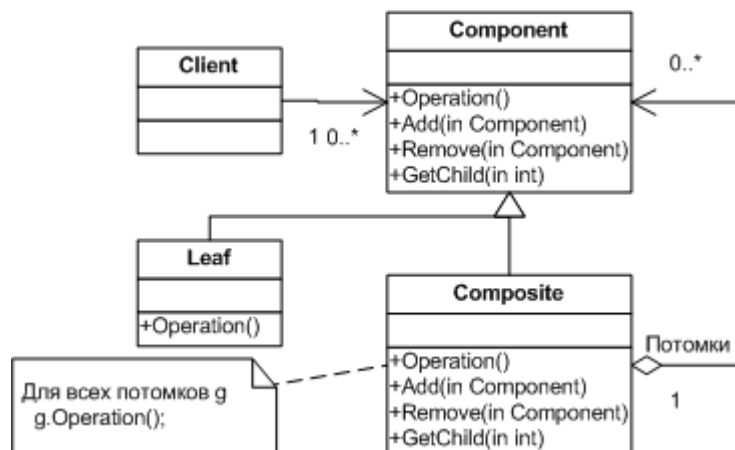 Component
Client
0..*
+Operation()
+Add(in Component)
+Remove(in Component)
+GetChild(in int)
1 0..*
Leaf
+Operation()
Composite
+Operation()
+Add(in Component)
+Remove(in Component)
+GetChild(in int)
Потомки
1
Для всех потомков g
g.Operation();